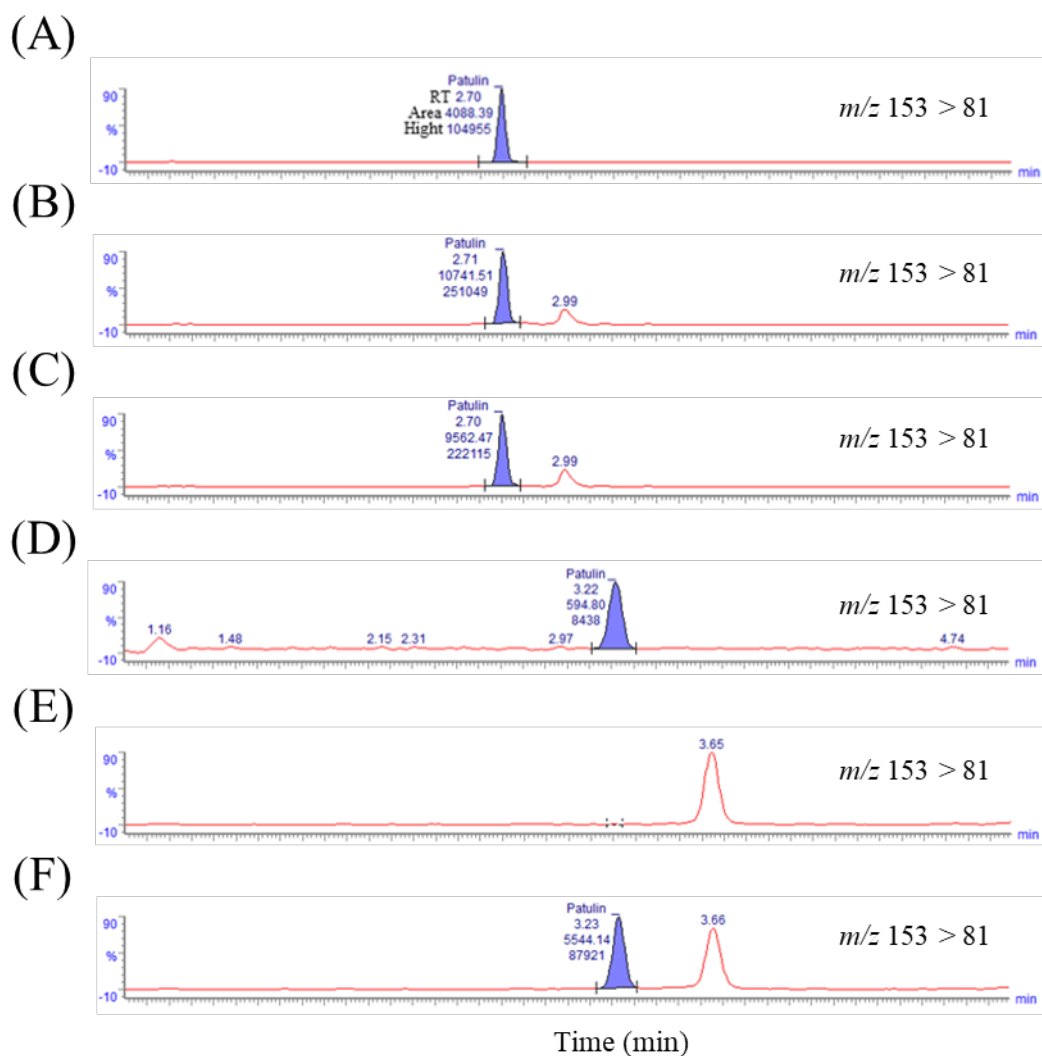 (A)
Patulin
RT 2.70
Area 4088.39
Hight 104955
90
%
-10
m/z 153 > 81
min
(B)
Patulin
2.71
10741.51
251049
2.99
90
%
-10
m/z 153 > 81
min
(C)
Patulin
2.70
9562.47
222115
2.99
90
%
-10
m/z 153 > 81
min
(D)
Patulin
3.22
594.80
8438
90
%
-10
1.16
1.48
2.15
2.31
2.97
4.74
m/z 153 > 81
min
(E)
3.65
90
%
-10
m/z 153 > 81
min
(F)
Patulin
3.23
5544.14
87921
3.66
90
%
-10
m/z 153 > 81
min
Time (min)